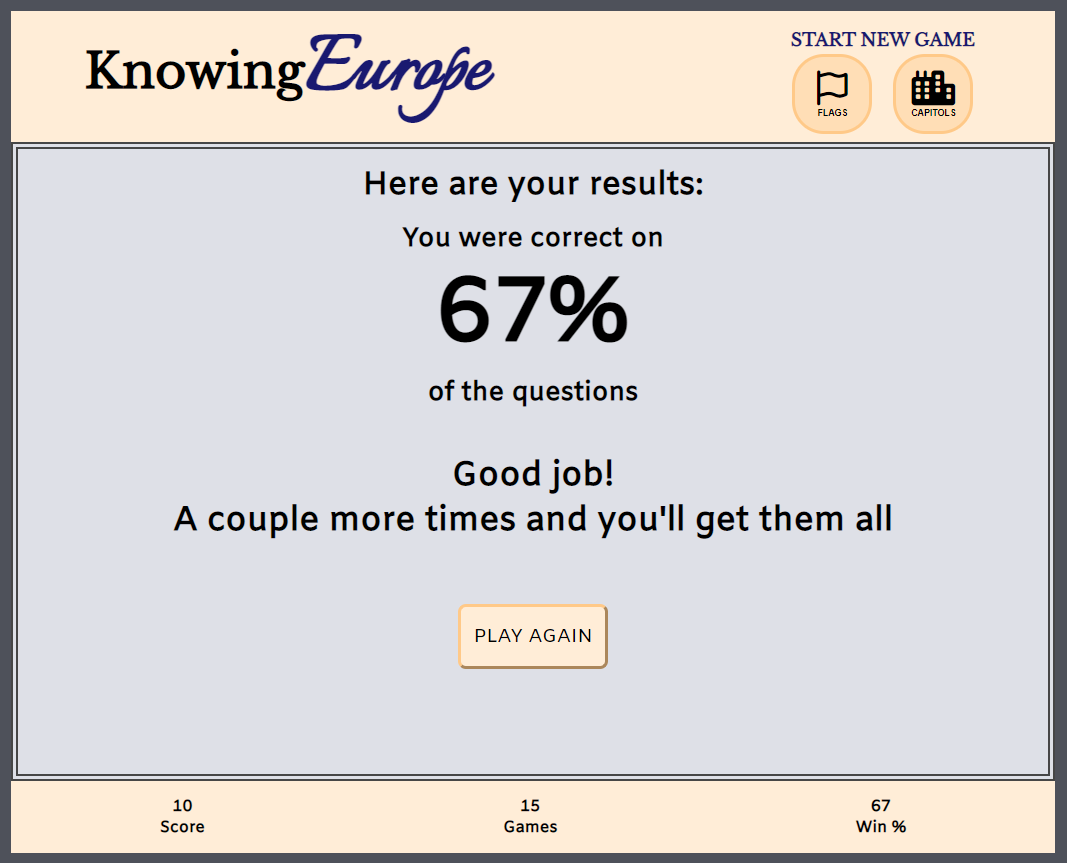 KnowingEurope
START NEW GAME
FLAGS
CAPITOLS
Here are your results:
You were correct on
67%
of the questions
Good job!
A couple more times and you'll get them all
PLAY AGAIN
10
Score
15
Games
67
Win %